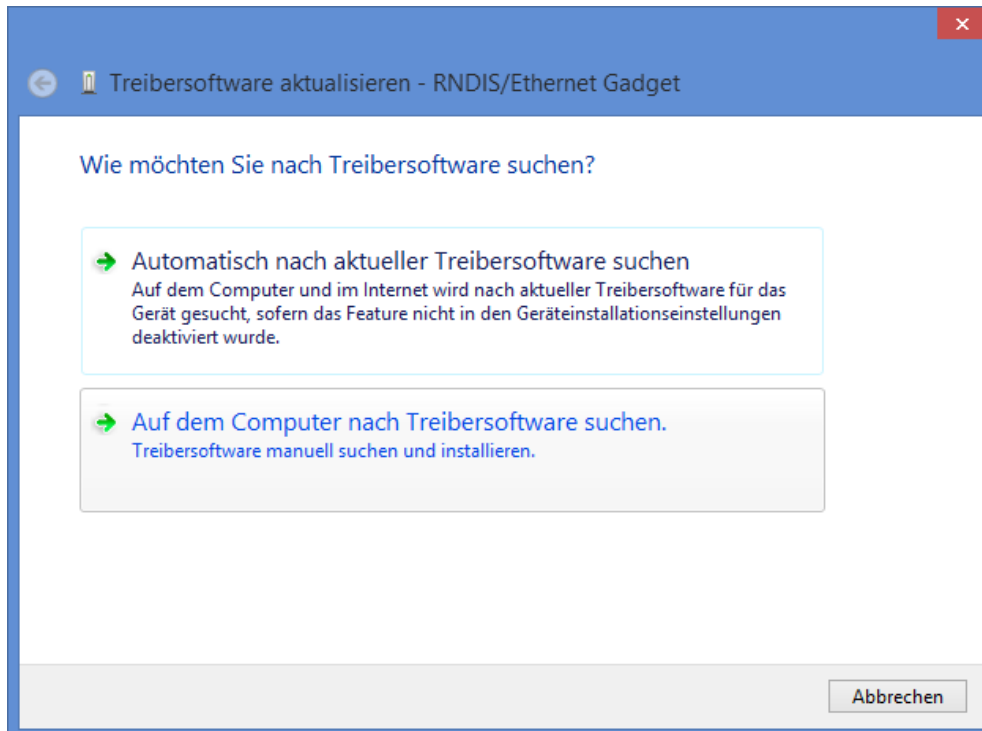 Treibersoftware aktualisieren - RNDIS/Ethernet Gadget
Wie möchten Sie nach Treibersoftware suchen?
Automatisch nach aktueller Treibersoftware suchen
Auf dem Computer und im Internet wird nach aktueller Treibersoftware für das
Gerät gesucht, sofern das Feature nicht in den Geräteinstallationseinstellungen
deaktiviert wurde.
Auf dem Computer nach Treibersoftware suchen.
Treibersoftware manuell suchen und installieren.
Abbrechen